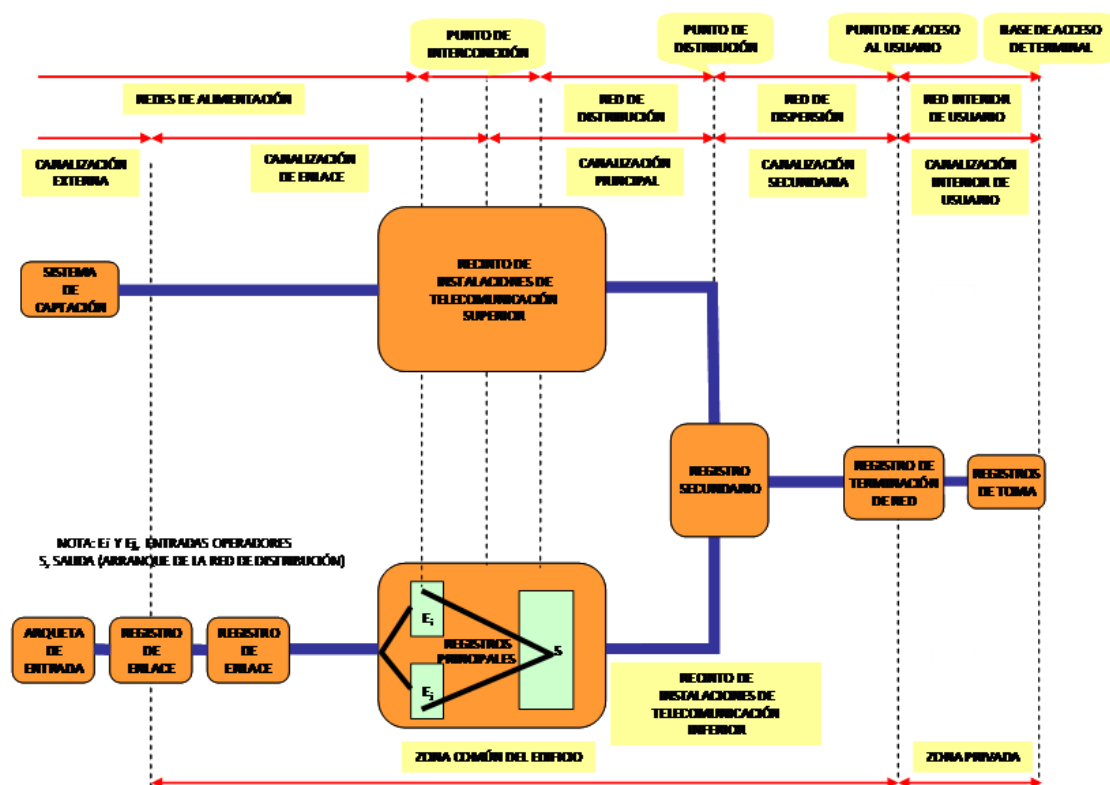 PUNTO DE
INTERCONEXIÓN
PUNTO DE
DISTRIBUCIÓN
PUNTO DE ACCESO
AL USUARIO
BASE DE ACCESO
DE TERMINAL
REDES DE ALIMENTACIÓN
RED DE
DISTRIBUCIÓN
RED DE
DISPERSIÓN
RED INTERIOR
DE USUARIO
CANALIZACIÓN
EXTERNA
CANALIZACIÓN
DE ENLACE
CANALIZACIÓN
PRINCIPAL
CANALIZACIÓN
SECUNDARIA
CANALIZACIÓN
INTERIOR DE
USUARIO
SISTEMA
DE
CAPTACIÓN
RECINTO DE
INSTALACIONES DE
TELECOMUNICACIÓN
SUPERIOR
REGISTRO
SECUNDARIO
REGISTRO DE
TERMINACIÓN
DE RED
REGISTROS
DE TOMA
NOTA: Ei Y Ej, ENTRADAS OPERADORES
S, SALIDA (ARRANQUE DE LA RED DE DISTRIBUCIÓN)
ARQUETA
DE
ENTRADA
REGISTRO
DE
ENLACE
REGISTRO
DE
ENLACE
Ei
REGISTROS
PRINCIPALES
S
Ej
RECINTO DE
INSTALACIONES DE
TELECOMUNICACIÓN
INFERIOR
ZONA COMÚN DEL EDIFICIO
ZONA PRIVADA